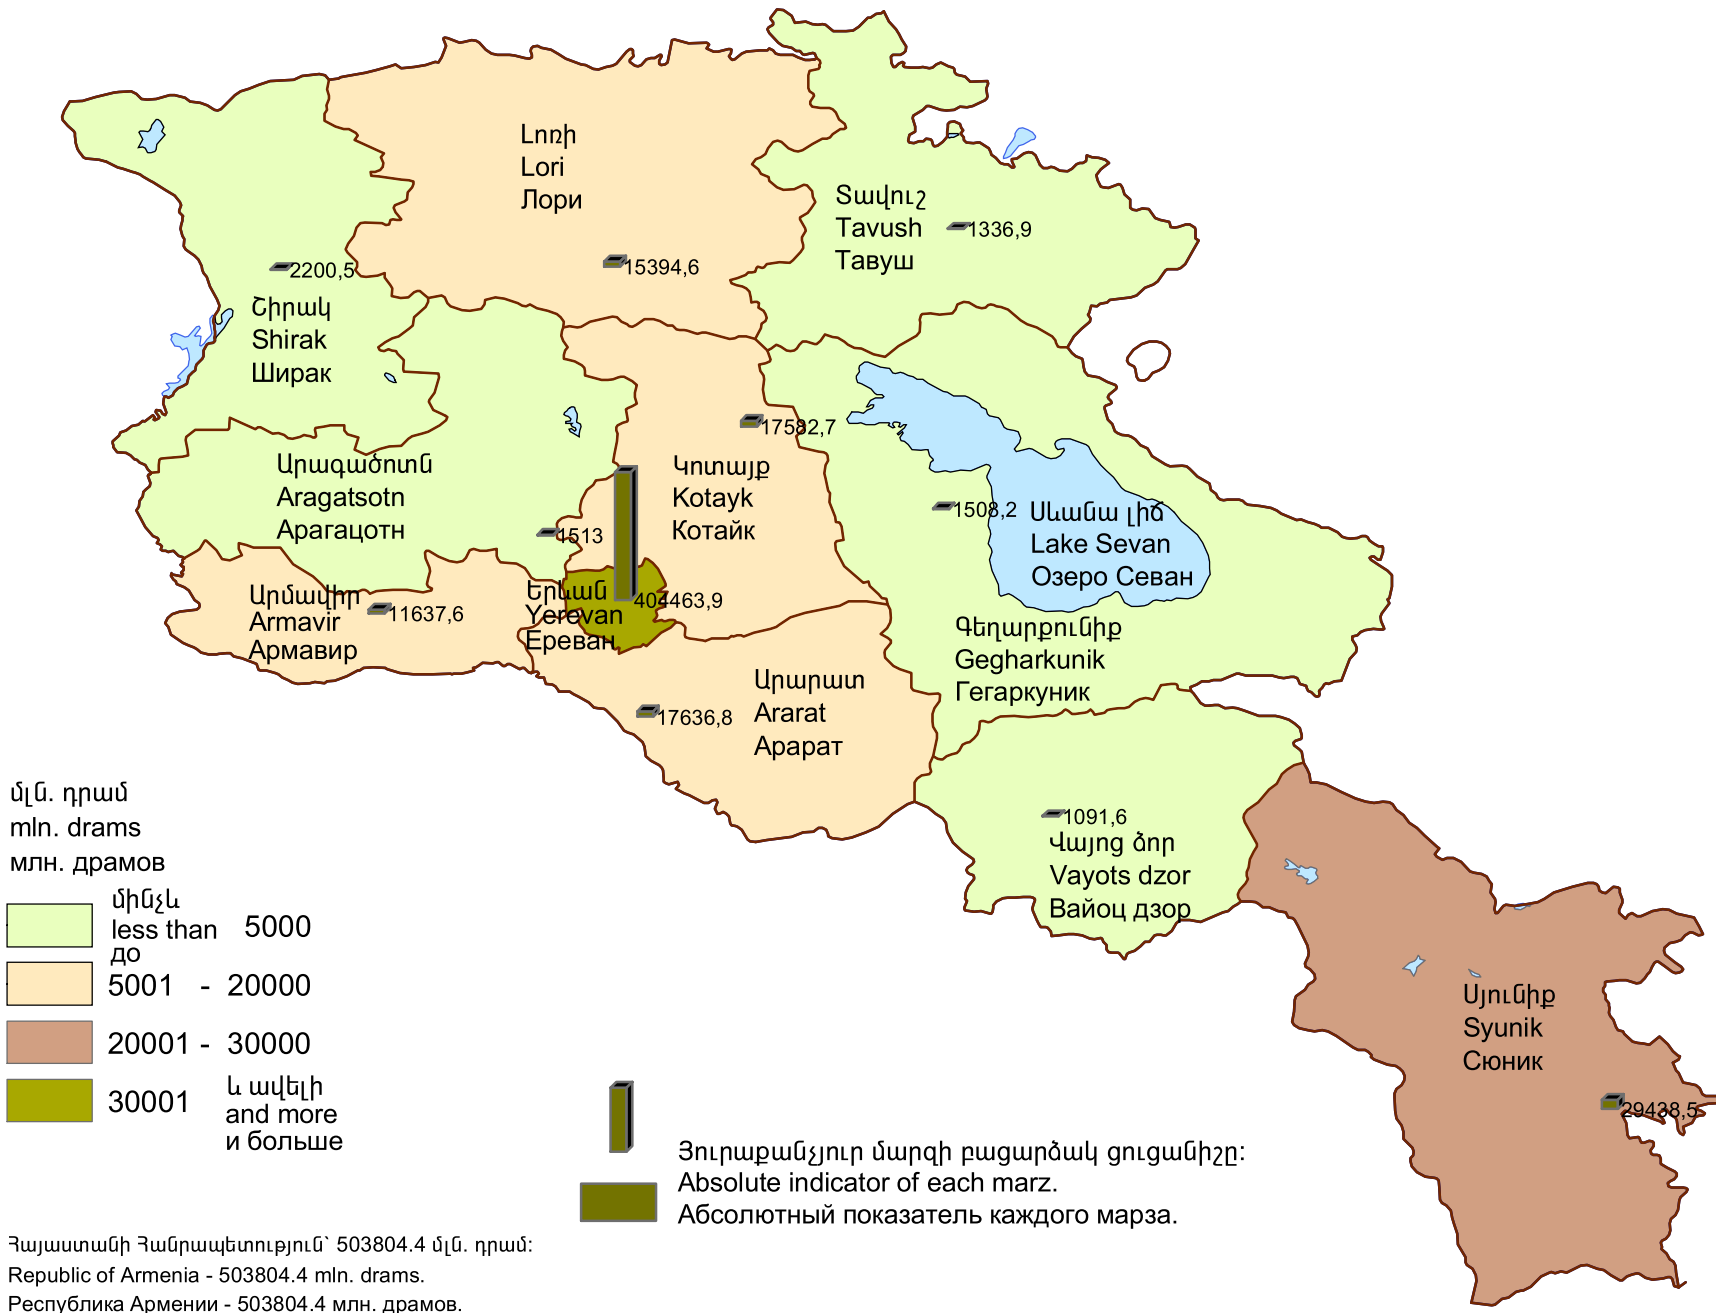 Լոռի
Lori
Лори
15394,6
Տավուշ
Tavush
Тавуш
1336,9
2200,5
Շիրակ
Shirak
Ширак
17582,7
Կոտայք
Kotayk
Котайк
Արագածոտն
Aragatsotn
Арагацотн
1513
1508,2
Սևանա լիճ
Lake Sevan
Озеро Севан
Արմավիր
Armavir
Армавир
11637,6
Երևան
Yerevan
Ереван
404463,9
Գեղարքունիք
Gegharkunik
Гегаркуник
Արարատ
Ararat
Арарат
17636,8
1091,6
Վայոց ձոր
Vayots dzor
Вайоц дзор
Սյունիք
Syunik
Сюник
29438,5
մլն. դրամ
mln. drams
млн. драмов
մինչև
less than 5000
до
5001 - 20000
20001 - 30000
30001
և ավելի
and more
и больше
Յուրաքանչյուր մարզի բացարձակ ցուցանիշը:
Absolute indicator of each marz.
Абсолютный показатель каждого марза.
Հայաստանի Հանրապետություն՝ 503804.4 մլն. դրամ:
Republic of Armenia - 503804.4 mln. drams.
Республика Армении - 503804.4 млн. драмов.